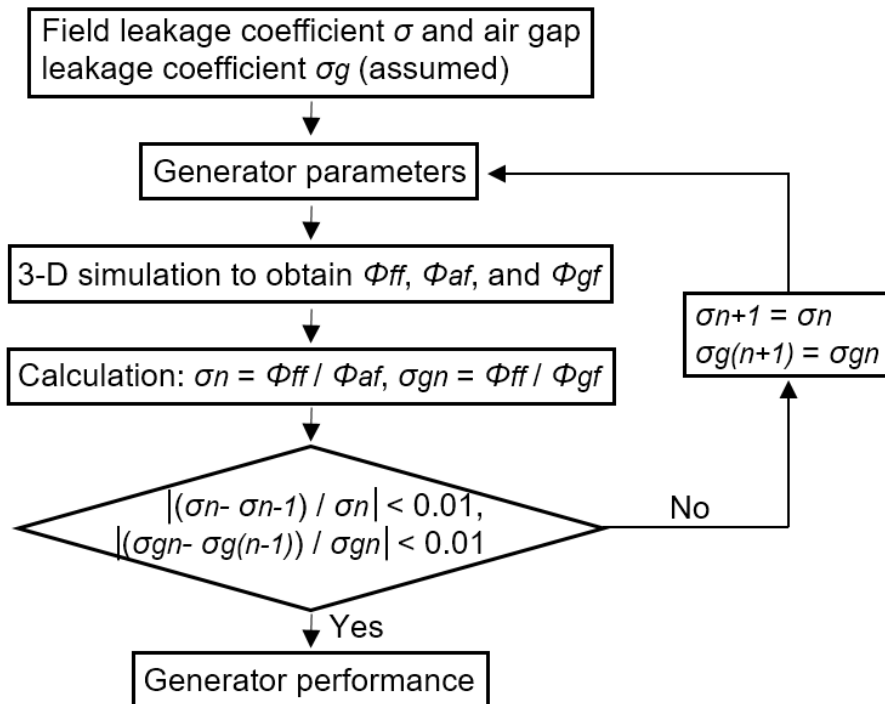 Field leakage coefficient σ and air gap
leakage coefficient σg (assumed)
Generator parameters
3-D simulation to obtain Φff, Φaf, and Φgf
σn+1 = σn
σg(n+1) = σgn
Calculation: σn = Φff / Φaf, σgn = Φff / Φgf
|(σn- σn-1) / σn| < 0.01,
|(σgn- σg(n-1)) / σgn| < 0.01
No
Yes
Generator performance